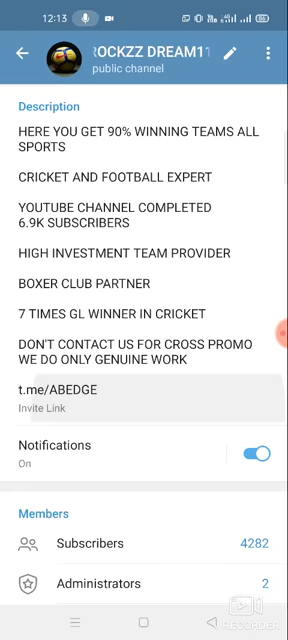 12:13
ROCKZZ DREAM11
public channel
Description
HERE YOU GET 90% WINNING TEAMS ALL
SPORTS
CRICKET AND FOOTBALL EXPERT
YOUTUBE CHANNEL COMPLETED
6.9K SUBSCRIBERS
HIGH INVESTMENT TEAM PROVIDER
BOXER CLUB PARTNER
7 TIMES GL WINNER IN CRICKET
DON'T CONTACT US FOR CROSS PROMO
WE DO ONLY GENUINE WORK
t.me/ABEDGE
Invite Link
Notifications
On
Members
Subscribers 4282
Administrators 2
RECORDER